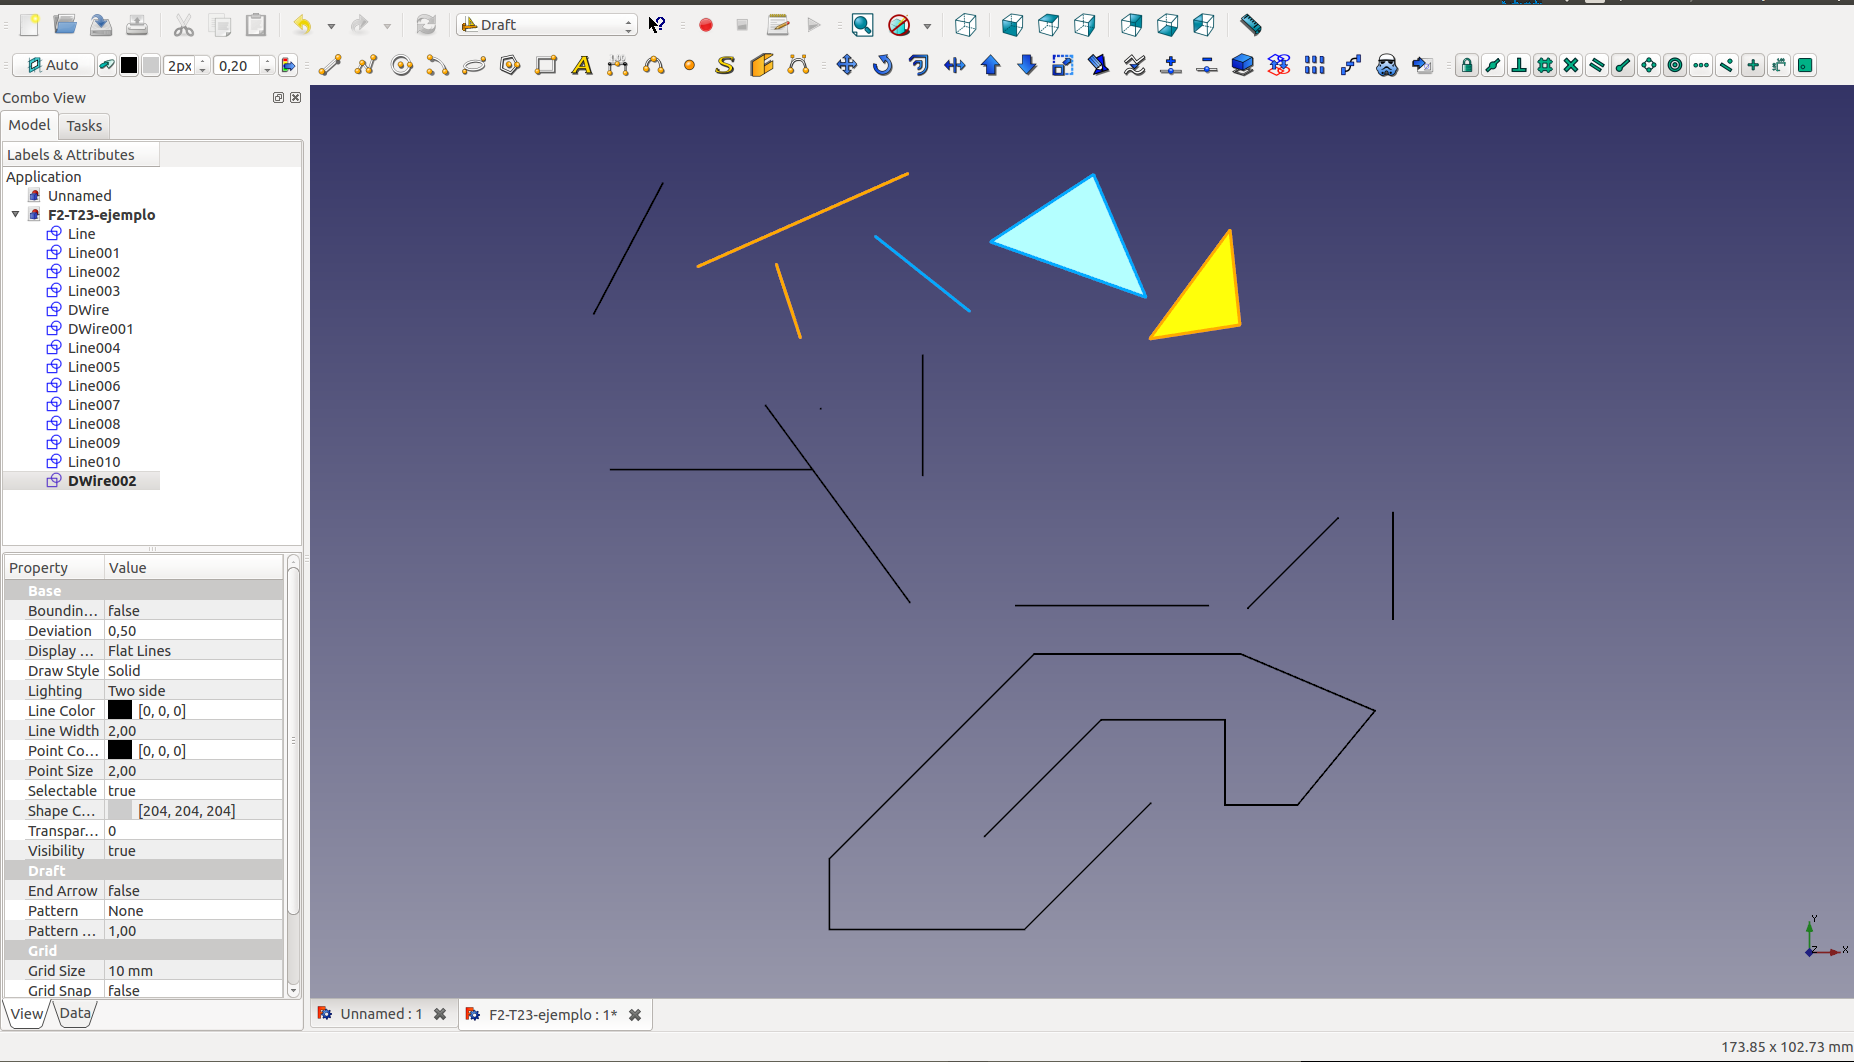 Draft
Auto
2px
0,20
Combo View
Model
Tasks
Labels & Attributes
Application
Unnamed
F2-T23-ejemplo
Line
Line001
Line002
Line003
DWire
DWire001
Line004
Line005
Line006
Line007
Line008
Line009
Line010
DWire002
Property Value
Base
Boundin... false
Deviation 0,50
Display ... Flat Lines
Draw Style Solid
Lighting Two side
Line Color [0, 0, 0]
Line Width 2,00
Point Co... [0, 0, 0]
Point Size 2,00
Selectable true
Shape C... [204, 204, 204]
Transpar... 0
Visibility true
Draft
End Arrow false
Pattern None
Pattern ... 1,00
Grid
Grid Size 10 mm
Grid Snap false
View Data
Unnamed : 1
F2-T23-ejemplo : 1*
Y
Z
X
173.85 x 102.73 mm